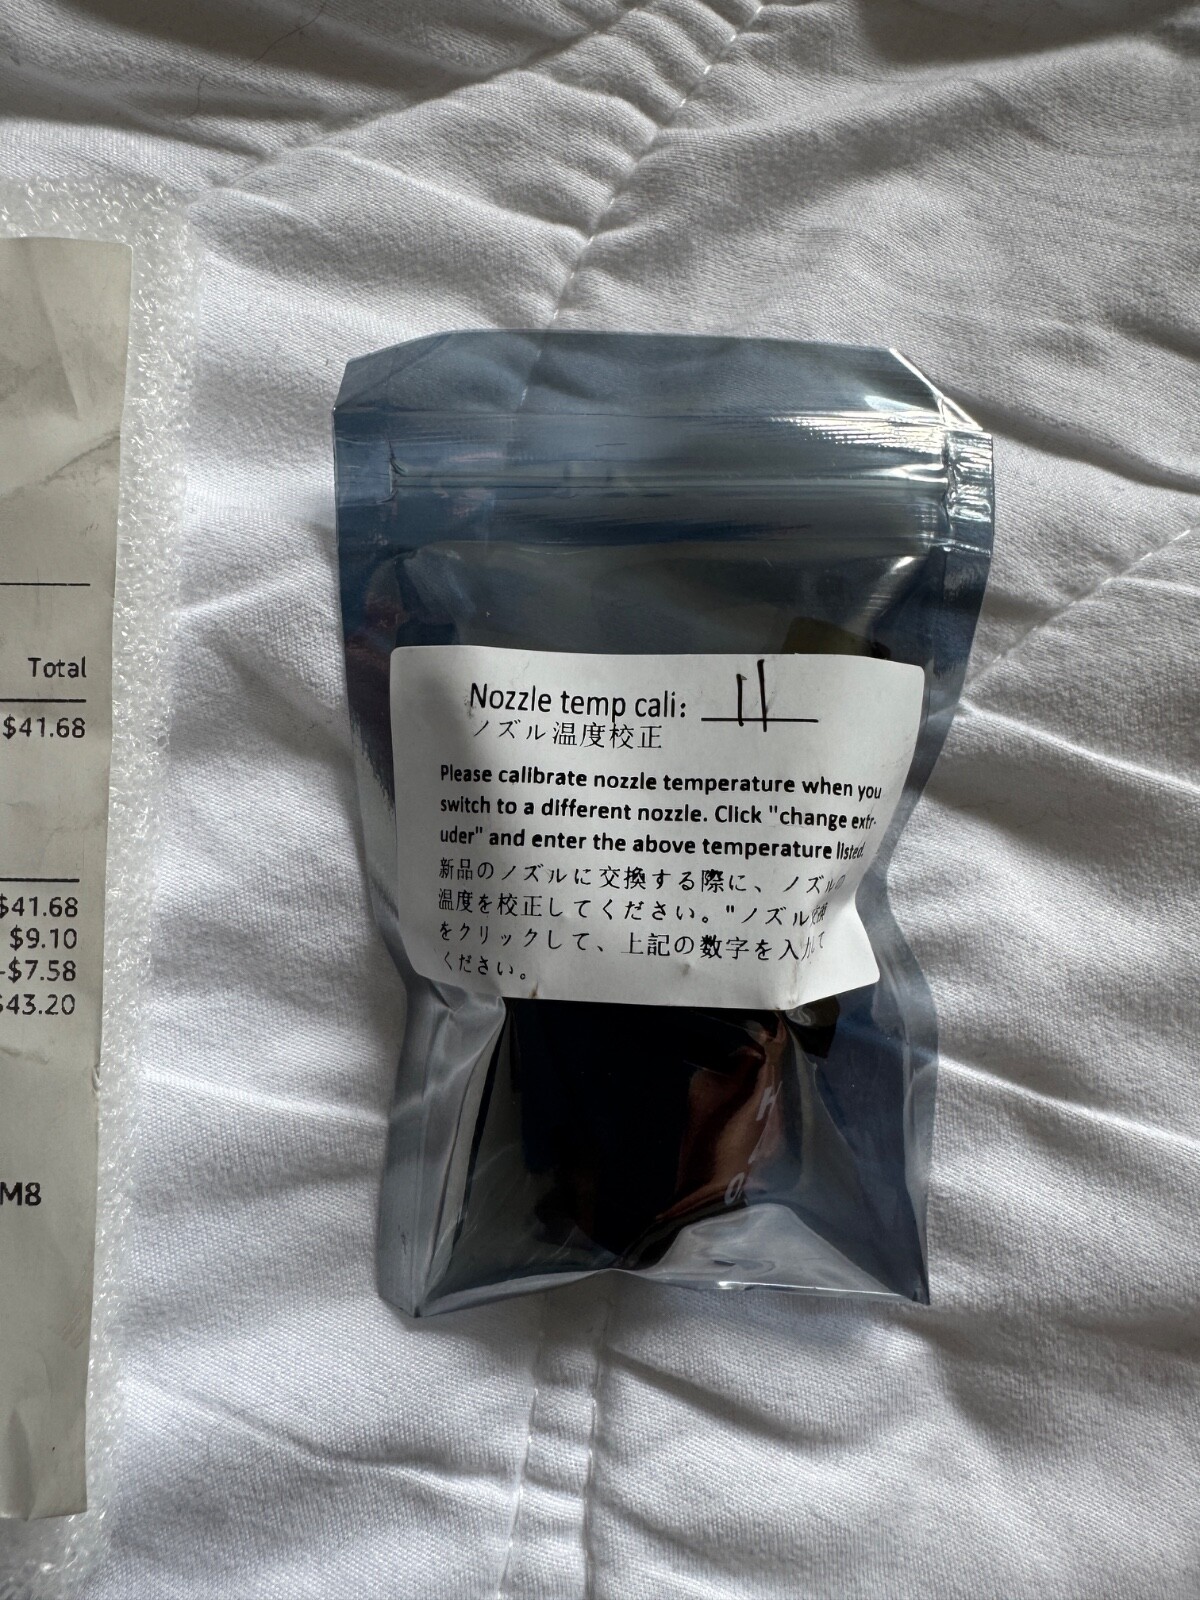 Total
$41.68
$41.68
$9.10
-$7.58
$43.20
M8
Nozzle temp cali: 11
ノズル温度校正
Please calibrate nozzle temperature when you
switch to a different nozzle. Click "change extr-
uder" and enter the above temperature listed.
新品のノズルに交換する際に、ノズルの
温度を校正してください。"ノズル交換
をクリックして、上記の数字を入力して
ください。
H